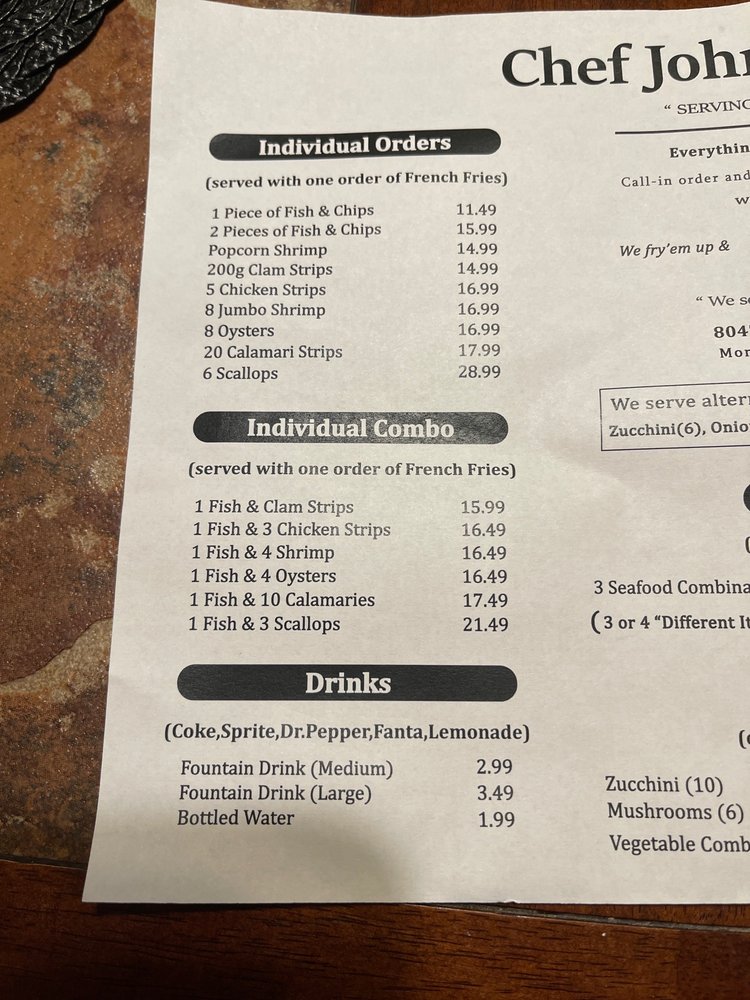 Individual Orders
(served with one order of French Fries)
1 Piece of Fish & Chips 11.49
2 Pieces of Fish & Chips 15.99
Popcorn Shrimp 14.99
200g Clam Strips 14.99
5 Chicken Strips 16.99
8 Jumbo Shrimp 16.99
8 Oysters 16.99
20 Calamari Strips 17.99
6 Scallops 28.99
Individual Combo
(served with one order of French Fries)
1 Fish & Clam Strips 15.99
1 Fish & 3 Chicken Strips 16.49
1 Fish & 4 Shrimp 16.49
1 Fish & 4 Oysters 16.49
1 Fish & 10 Calamaries 17.49
1 Fish & 3 Scallops 21.49
Drinks
(Coke,Sprite,Dr.Pepper,Fanta,Lemonade)
Fountain Drink (Medium) 2.99
Fountain Drink (Large) 3.49
Bottled Water 1.99
Chef
“ SERVING
Call-in order and
We fry'em up &
“ We
We serve
Zucchini(6),
3 Seafood
(3 or 4 “Different
Zucchini (10)
Mushrooms (6)
Vegetable